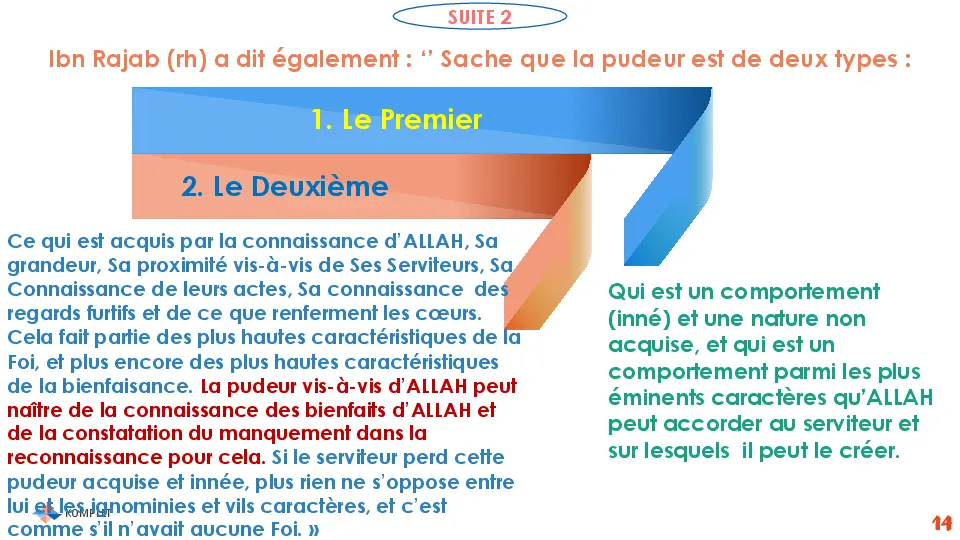 SUITE 2
Ibn Rajab (rh) a dit également : ‘’ Sache que la pudeur est de deux types :
1. Le Premier
2. Le Deuxième
Ce qui est acquis par la connaissance d’ALLAH, Sa
grandeur, Sa proximité vis-à-vis de Ses Serviteurs, Sa
Connaissance de leurs actes, Sa connaissance des
regards furtifs et de ce que renferment les cœurs.
Cela fait partie des plus hautes caractéristiques de la
Foi, et plus encore des plus hautes caractéristiques
de la bienfaisance. La pudeur vis-à-vis d’ALLAH peut
naître de la connaissance des bienfaits d’ALLAH et
de la constatation du manquement dans la
reconnaissance pour cela. Si le serviteur perd cette
pudeur acquise et innée, plus rien ne s’oppose entre
lui et les ignominies et vils caractères, et c’est
comme s’il n’avait aucune Foi. »
Qui est un comportement
(inné) et une nature non
acquise, et qui est un
comportement parmi les plus
éminents caractères qu’ALLAH
peut accorder au serviteur et
sur lesquels il peut le créer.
KOMPLET
14